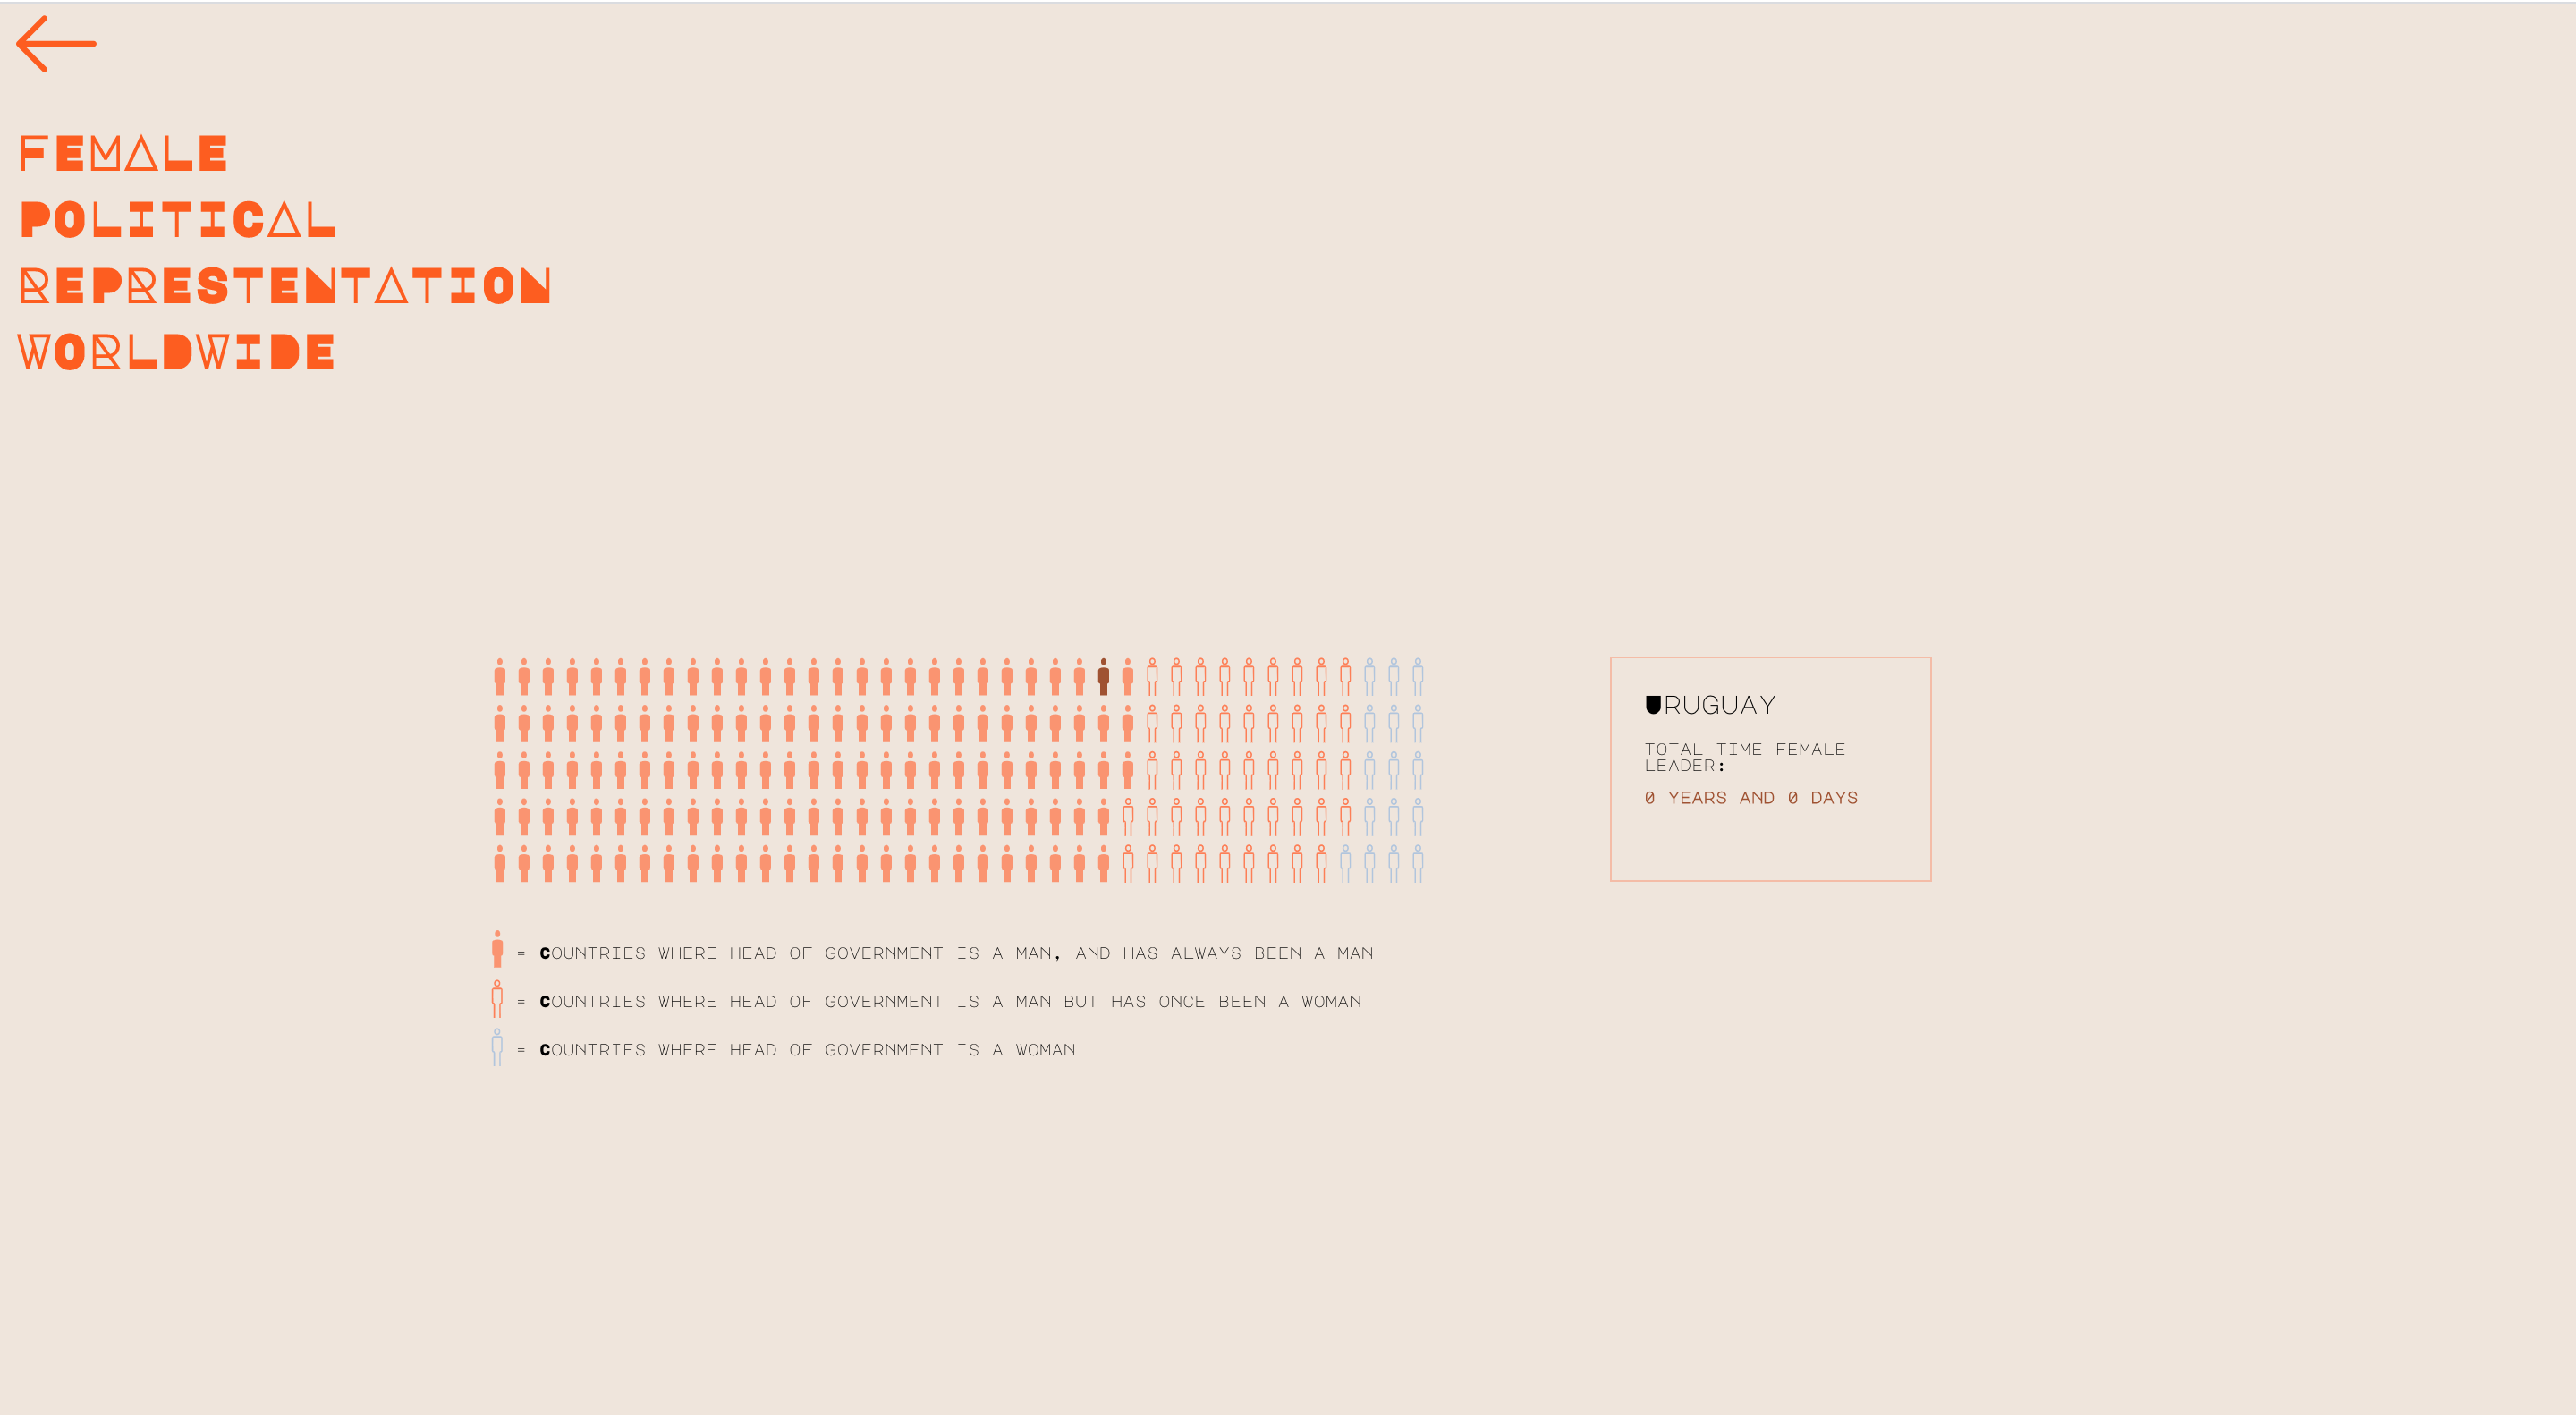 FEMALE
POLITICAL
REPRESTENTATION
WORLDWIDE
URUGUAY
TOTAL TIME FEMALE
LEADER:
0 YEARS AND 0 DAYS
= COUNTRIES WHERE HEAD OF GOVERNMENT IS A MAN, AND HAS ALWAYS BEEN A MAN
= COUNTRIES WHERE HEAD OF GOVERNMENT IS A MAN BUT HAS ONCE BEEN A WOMAN
= COUNTRIES WHERE HEAD OF GOVERNMENT IS A WOMAN